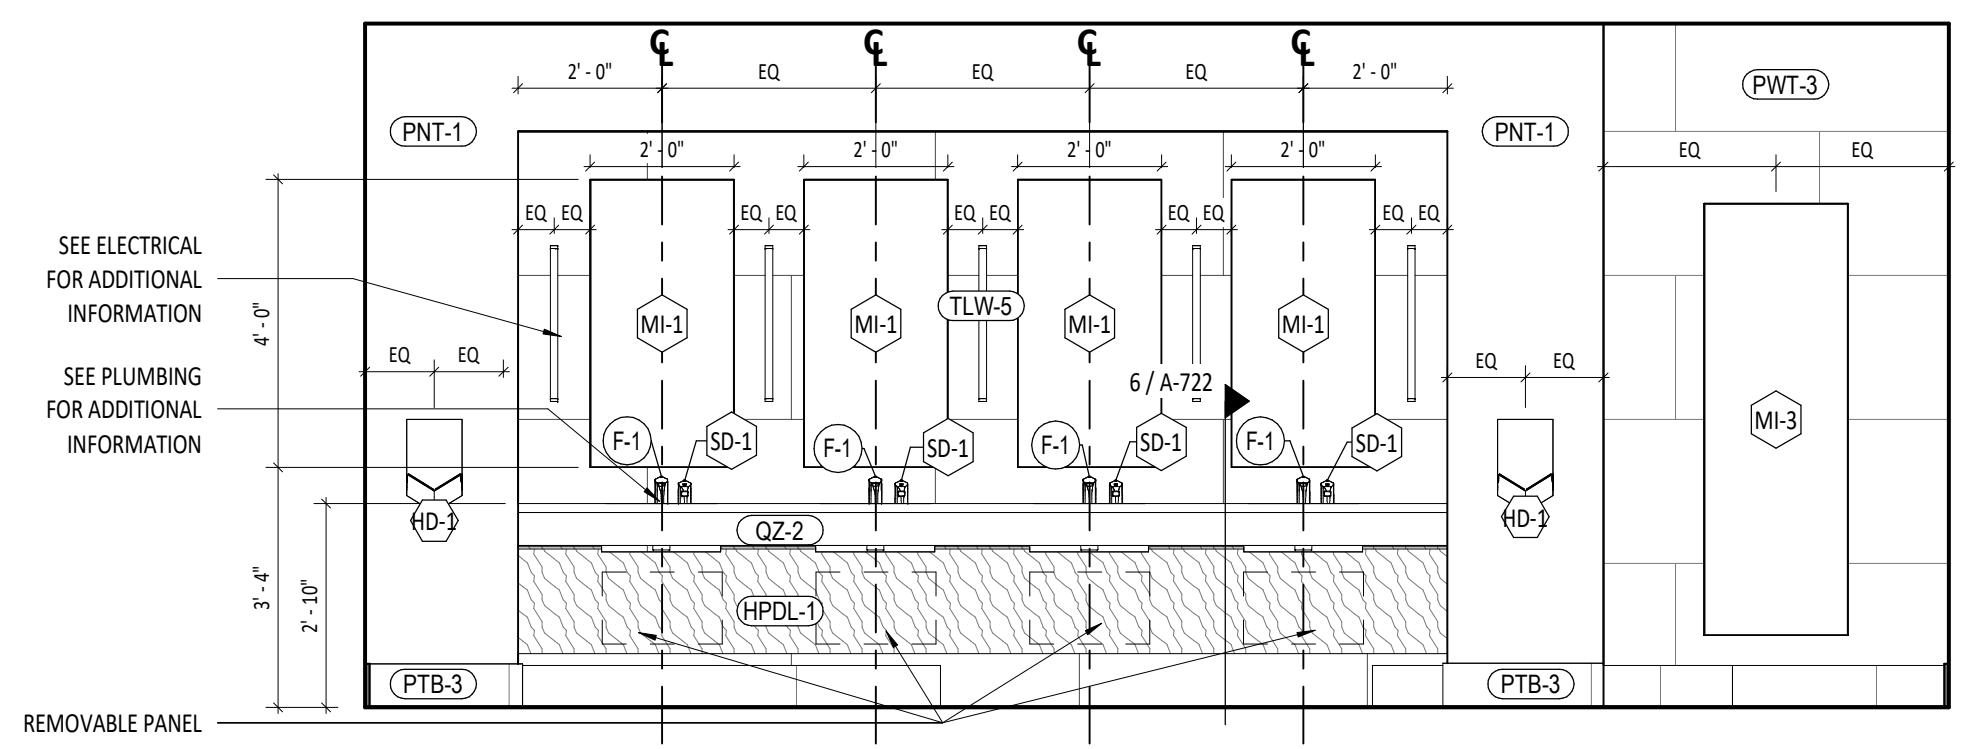 CL
CL
CL
CL
2' - 0"
EQ
EQ
EQ
2' - 0"
PNT-1
PNT-1
PWT-3
2' - 0"
2' - 0"
2' - 0"
2' - 0"
EQ
EQ
EQ
EQ
EQ
EQ
EQ
EQ
EQ
EQ
EQ
EQ
SEE ELECTRICAL
FOR ADDITIONAL
INFORMATION
4' - 0"
MI-1
MI-1
TLW-5
MI-1
MI-1
EQ
EQ
EQ
EQ
SEE PLUMBING
FOR ADDITIONAL
INFORMATION
6 / A-722
MI-3
F-1
SD-1
F-1
SD-1
F-1
SD-1
F-1
SD-1
HD-1
HD-1
QZ-2
3' - 4"
2' - 10"
HPDL-1
PTB-3
PTB-3
REMOVABLE PANEL